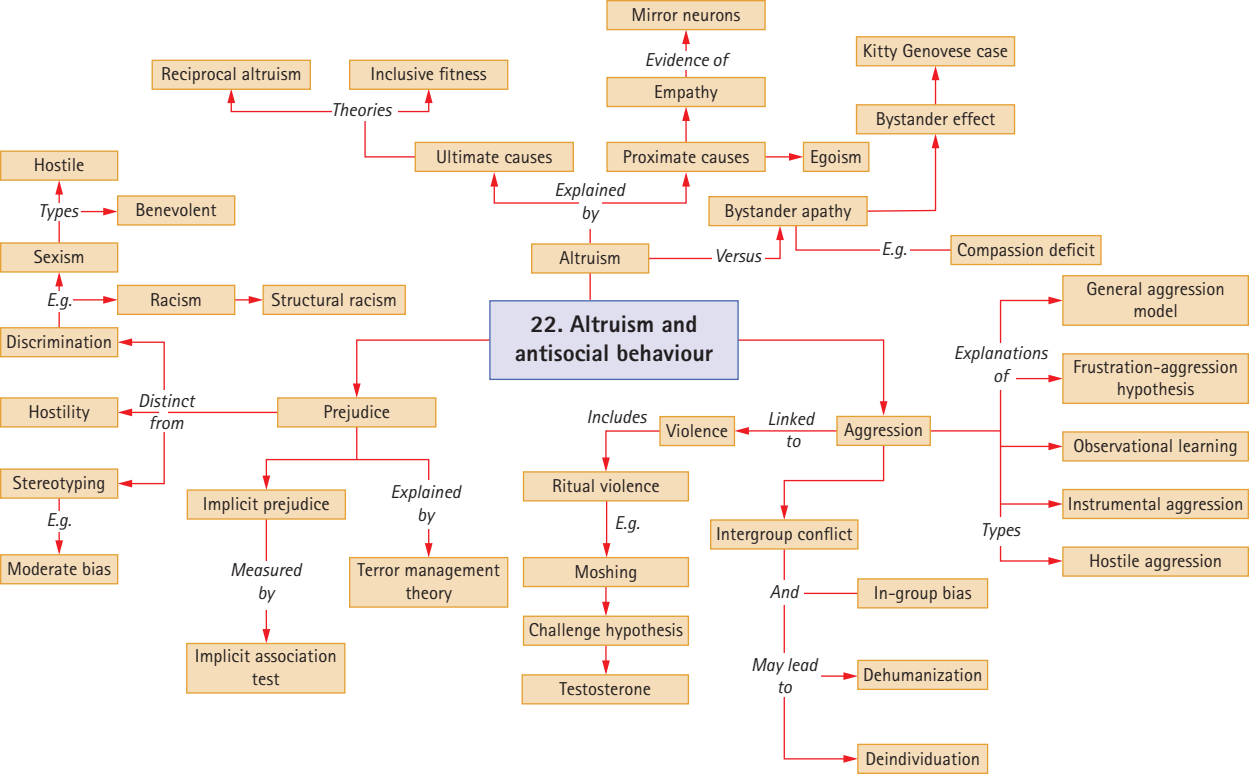 Mirror neurons
Evidence of
Kitty Genovese case
Reciprocal altruism
Inclusive fitness
Theories
Empathy
Bystander effect
Ultimate causes
Proximate causes
Egoism
Explained
by
Bystander apathy
Altruism
Versus
E.g.
Compassion deficit
Hostile
Types
Benevolent
Sexism
E.g.
Racism
Structural racism
Discrimination
22. Altruism and
antisocial behaviour
Distinct
from
Hostility
Prejudice
Stereotyping
E.g.
Moderate bias
Implicit prejudice
Measured
by
Implicit association
test
Explained
by
Terror management
theory
Aggression
Linked
to
Violence
Includes
Ritual violence
E.g.
Moshing
Challenge hypothesis
Testosterone
Intergroup conflict
And
In-group bias
May lead
to
Dehumanization
Deindividuation
Explanations
of
General aggression
model
Frustration-aggression
hypothesis
Observational learning
Types
Instrumental aggression
Hostile aggression